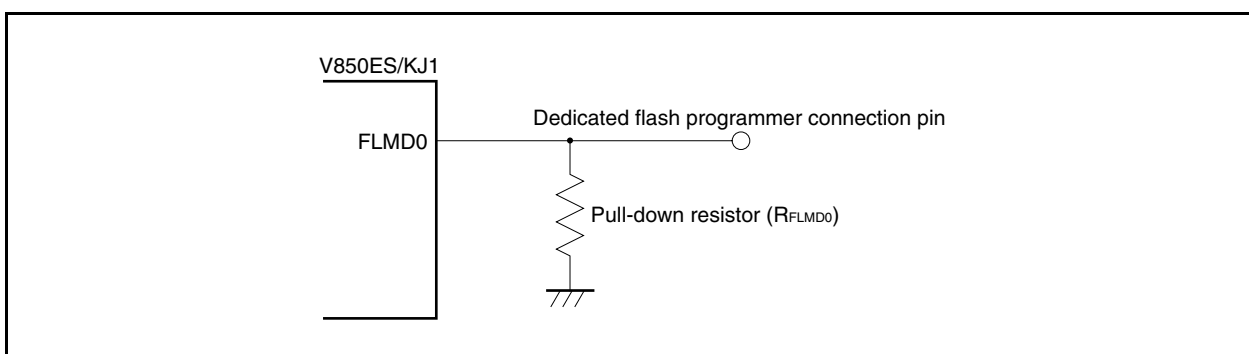 V850ES/KJ1
Dedicated flash programmer connection pin
FLMD0
Pull-down resistor (RFLMD0)